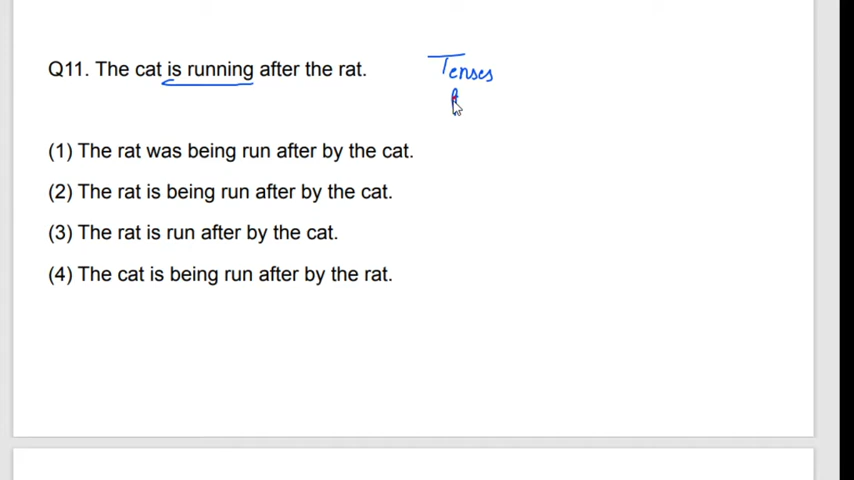 Q11. The cat is running after the rat.
Tenses
(1) The rat was being run after by the cat.
(2) The rat is being run after by the cat.
(3) The rat is run after by the cat.
(4) The cat is being run after by the rat.